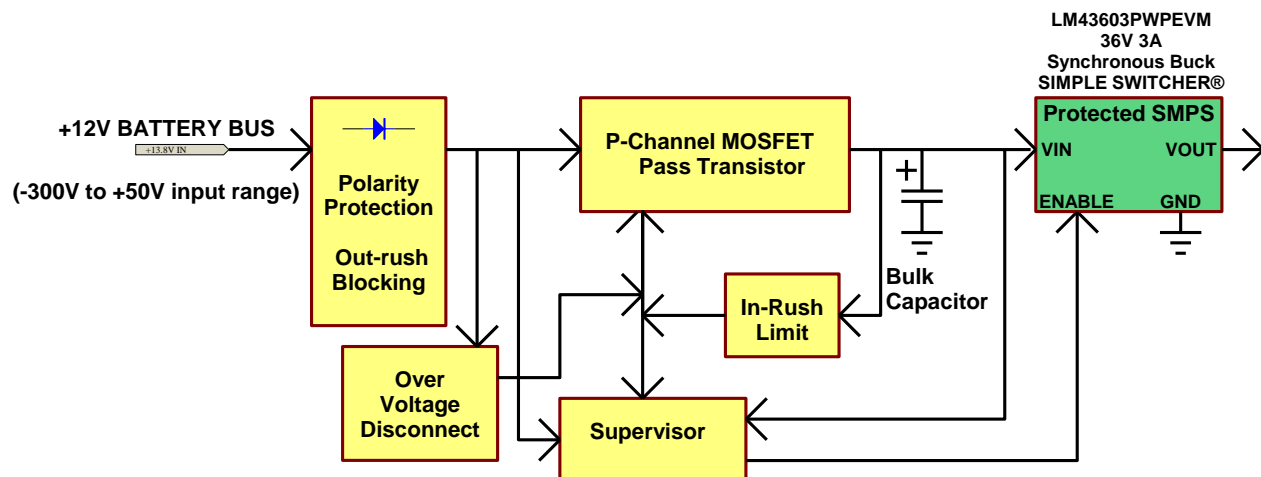 LM43603PWPEVM
36V 3A
Synchronous Buck
SIMPLE SWITCHER®
+12V BATTERY BUS
+13.8V IN
(-300V to +50V input range)
Polarity
Protection
Out-rush
Blocking
P-Channel MOSFET
Pass Transistor
+
Bulk
Capacitor
Protected SMPS
VIN
VOUT
ENABLE
GND
In-Rush
Limit
Over
Voltage
Disconnect
Supervisor